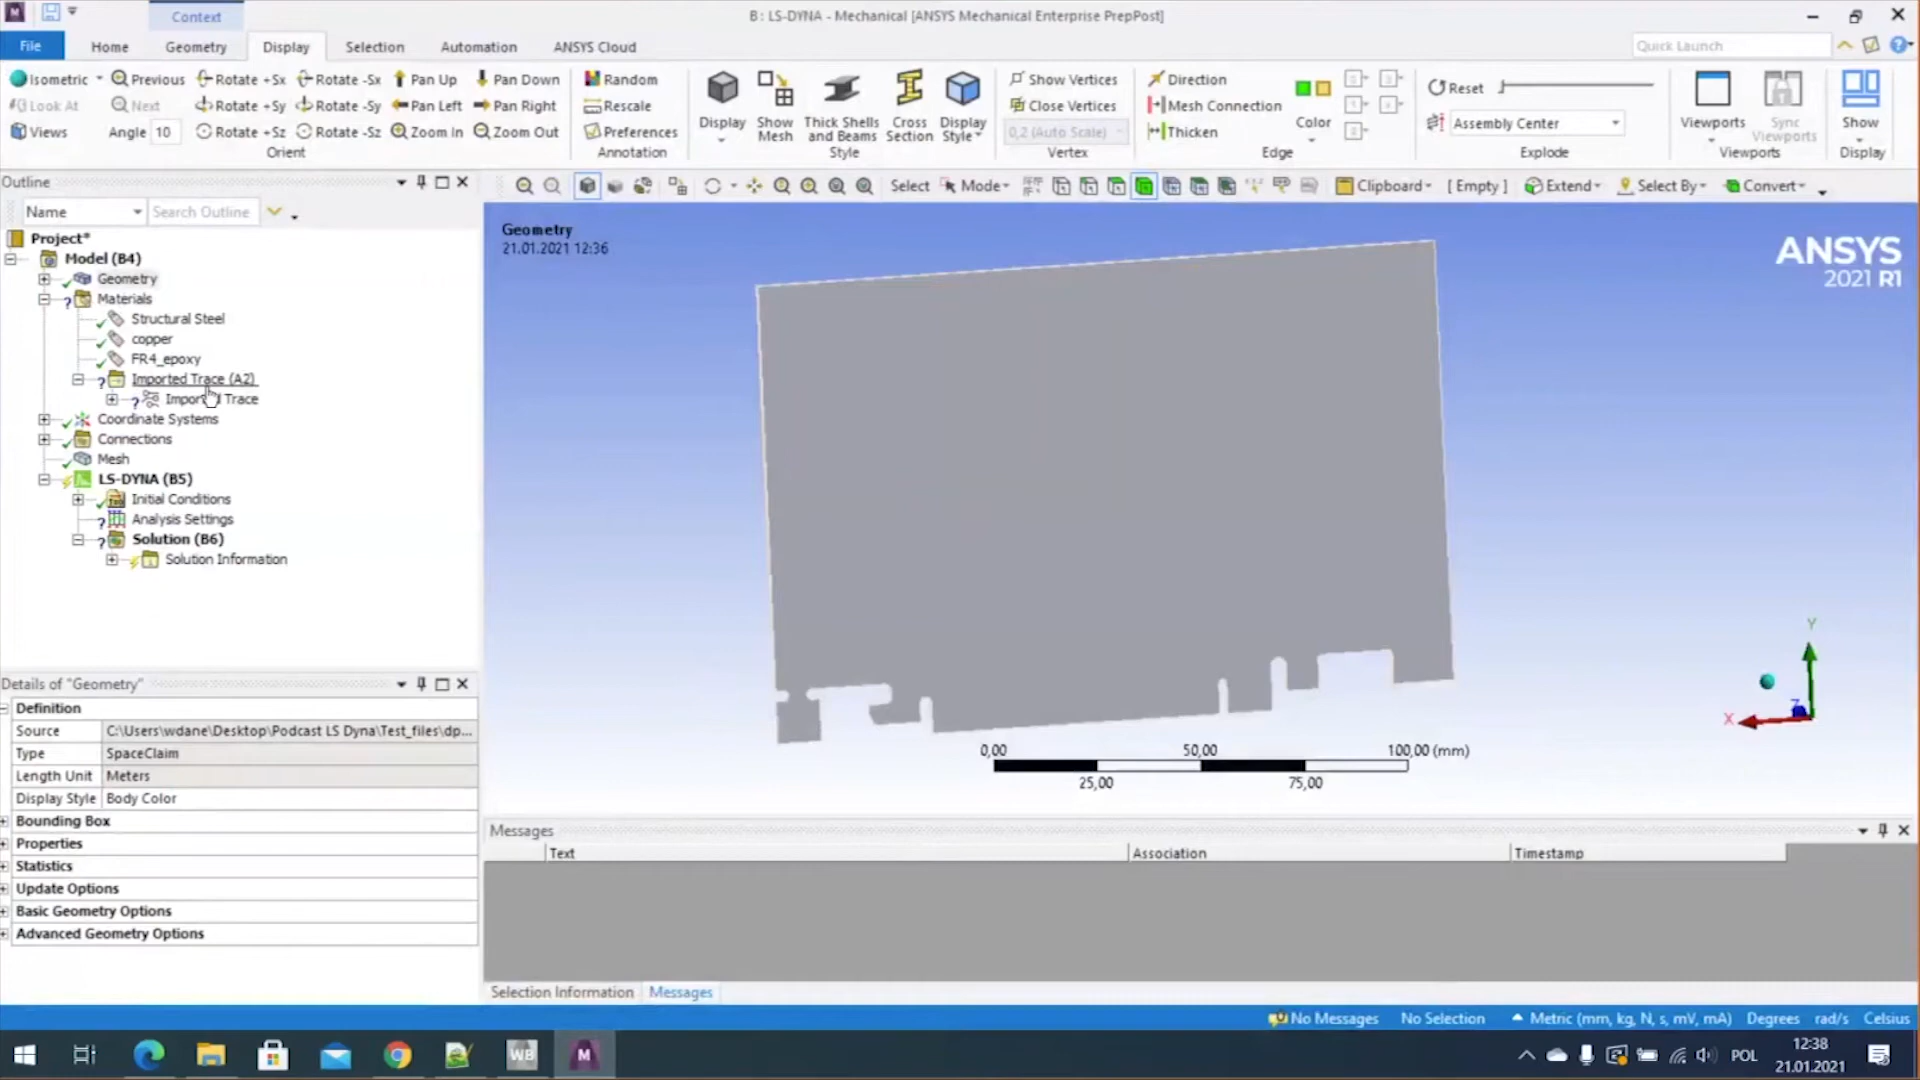 Context
B : LS-DYNA - Mechanical [ANSYS Mechanical Enterprise PrepPost]
File
Home
Geometry
Display
Selection
Automation
ANSYS Cloud
Quick Launch
Isometric
Previous
Rotate +Sx
Rotate -Sx
Pan Up
Pan Down
Look At
Next
Rotate +Sy
Rotate -Sy
Pan Left
Pan Right
Views
Angle 10
Rotate +Sz
Rotate -Sz
Zoom In
Zoom Out
Orient
Random
Rescale
Preferences
Annotation
Display
Show Mesh
Thick Shells and Beams
Cross Section
Display Style
Style
Show Vertices
Close Vertices
0,2 (Auto Scale)
Vertex
Direction
Mesh Connection
Thicken
Color
Edge
Reset
Assembly Center
Explode
Viewports
Sync Viewports
Viewports
Show
Display
Outline
Name
Search Outline
Select
Mode
Clipboard
[ Empty ]
Extend
Select By
Convert
Project*
Model (B4)
Geometry
Materials
Structural Steel
copper
FR4_epoxy
Imported Trace (A2)
Coordinate Systems
Connections
Mesh
LS-DYNA (B5)
Initial Conditions
Analysis Settings
Solution (B6)
Solution Information
Geometry
21.01.2021 12:36
ANSYS
2021 R1
Y
X
Z
0,00
50,00
100,00 (mm)
25,00
75,00
Details of "Geometry"
Definition
Source C:\Users\wdane\Desktop\Podcast LS Dyna\Test_files\dp...
Type SpaceClaim
Length Unit Meters
Display Style Body Color
Bounding Box
Properties
Statistics
Update Options
Basic Geometry Options
Advanced Geometry Options
Messages
Text
Association
Timestamp
Selection Information
Messages
No Messages
No Selection
Metric (mm, kg, N, s, mV, mA)
Degrees
rad/s
Celsius
WB
M
POL
12:38
21.01.2021